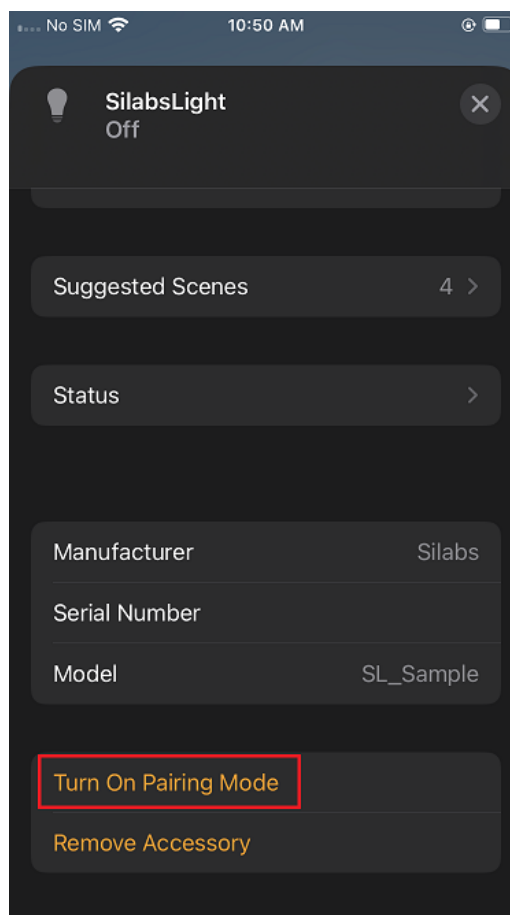 No SIM 10:50 AM
SilabsLight
Off
Suggested Scenes 4
Status
Manufacturer Silabs
Serial Number
Model SL_Sample
Turn On Pairing Mode
Remove Accessory